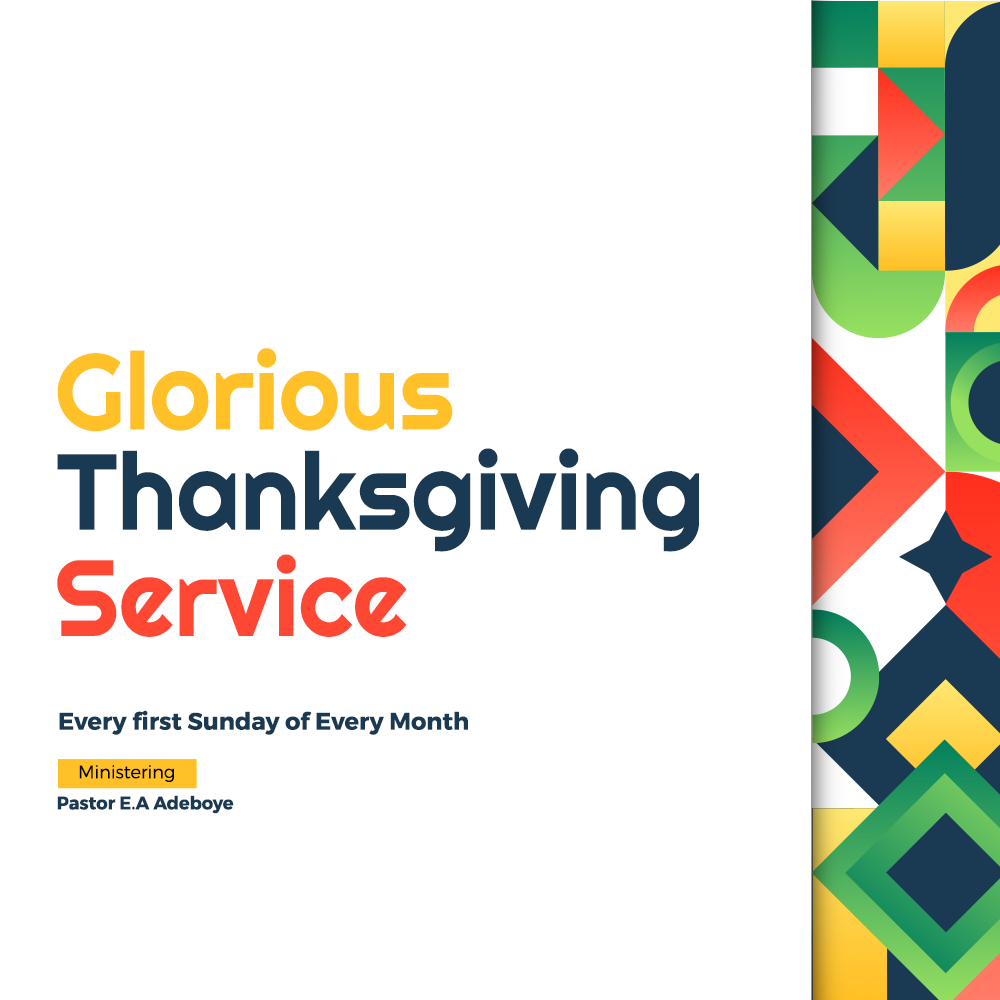 Glorious
Thanksgiving
Service
Every first Sunday of Every Month
Ministering
Pastor E.A Adeboye